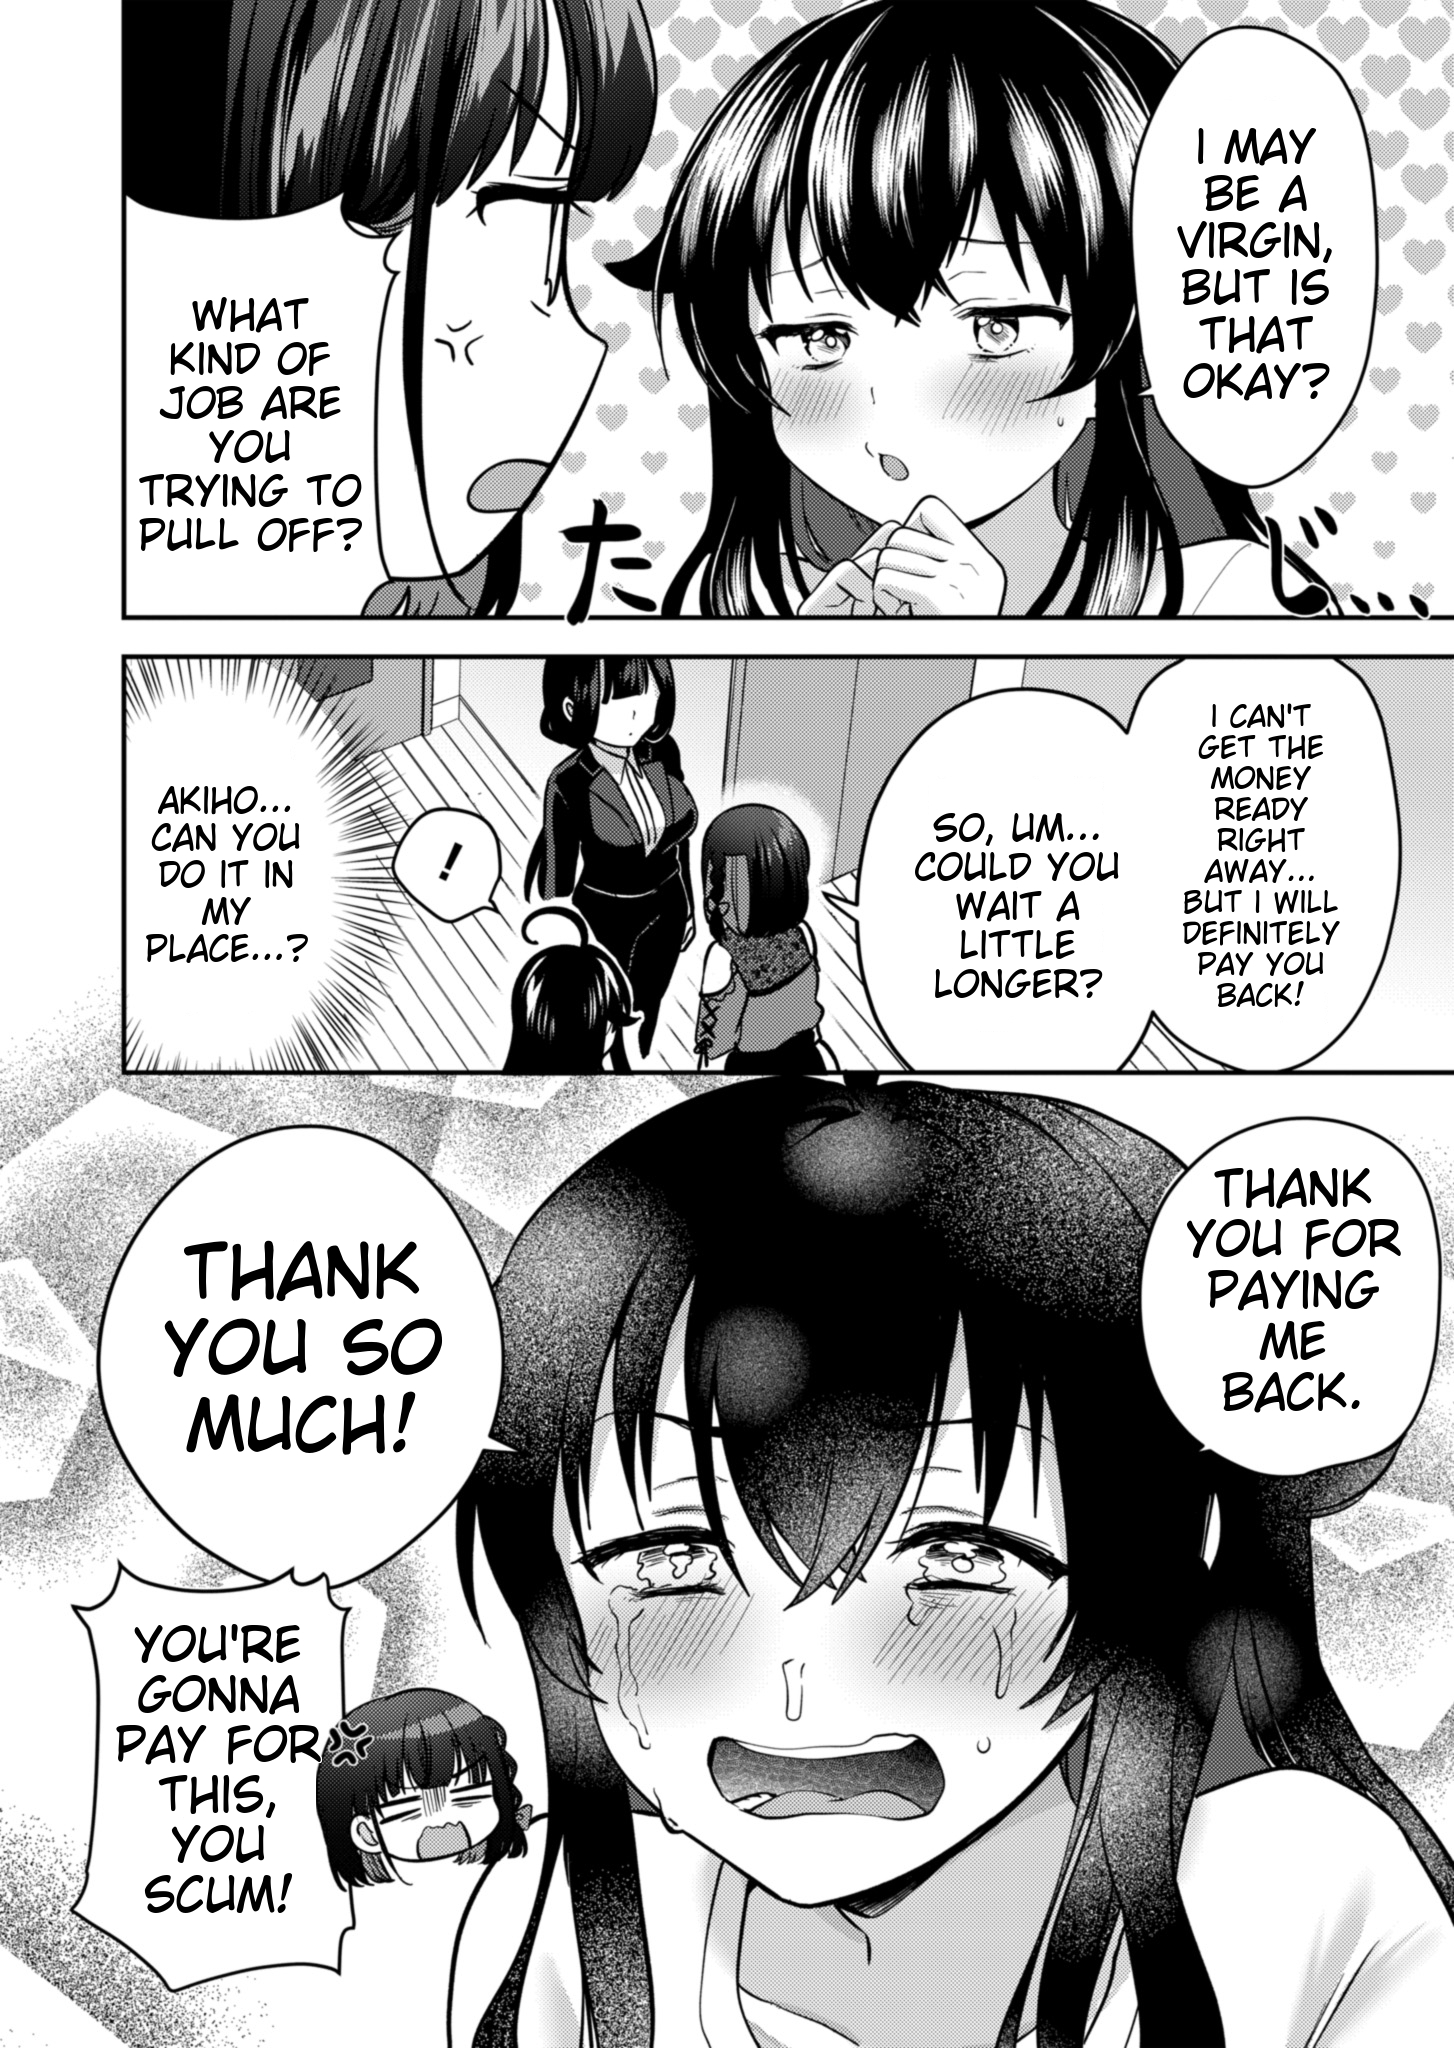 I MAY
BE A
VIRGIN,
BUT IS
THAT
OKAY?
WHAT
KIND OF
JOB ARE
YOU
TRYING TO
PULL OFF?
じ…
た
I CAN'T
GET THE
MONEY
READY
RIGHT
AWAY...
BUT I WILL
DEFINITELY
PAY YOU
BACK!
SO, UM...
COULD YOU
WAIT A
LITTLE
LONGER?
!
AKIHO...
CAN YOU
DO IT IN
MY
PLACE...?
THANK
YOU FOR
PAYING
ME
BACK.
THANK
YOU SO
MUCH!
YOU'RE
GONNA
PAY FOR
THIS,
YOU
SCUM!